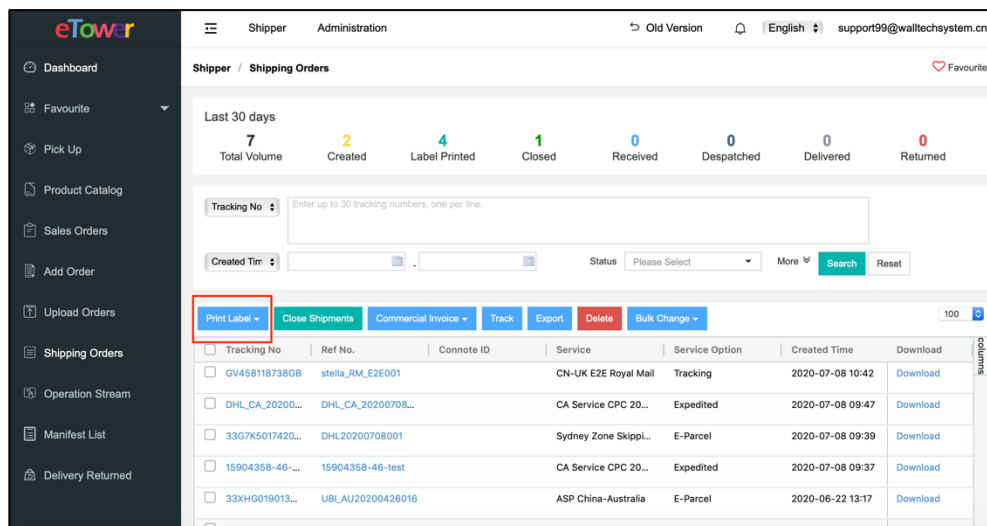 eTower
Shipper Administration Old Version English support99@walltechsystem.cn
Dashboard
Shipper / Shipping Orders Favourite
Favourite
Last 30 days
7 2 4 1 0 0 0 0
Total Volume Created Label Printed Closed Received Despatched Delivered Returned
Pick Up
Product Catalog
Tracking No Enter up to 30 tracking numbers, one per line.
Sales Orders
Add Order
Created Tim - Status Please Select More Search Reset
Upload Orders
Print Label Close Shipments Commercial Invoice Track Export Delete Bulk Change 100
Shipping Orders
Tracking No Ref No. Connote ID Service Service Option Created Time Download
columns
GV458118738GB stella_RM_E2E001 CN-UK E2E Royal Mail Tracking 2020-07-08 10:42 Download
Operation Stream
DHL_CA_20200... DHL_CA_20200708... CA Service CPC 20... Expedited 2020-07-08 09:47 Download
Manifest List
33G7K5017420... DHL20200708001 Sydney Zone Skippi... E-Parcel 2020-07-08 09:39 Download
Delivery Returned
15904358-46-... 15904358-46-test CA Service CPC 20... Expedited 2020-07-08 09:37 Download
33XHG019013... UBI_AU20200426016 ASP China-Australia E-Parcel 2020-06-22 13:17 Download